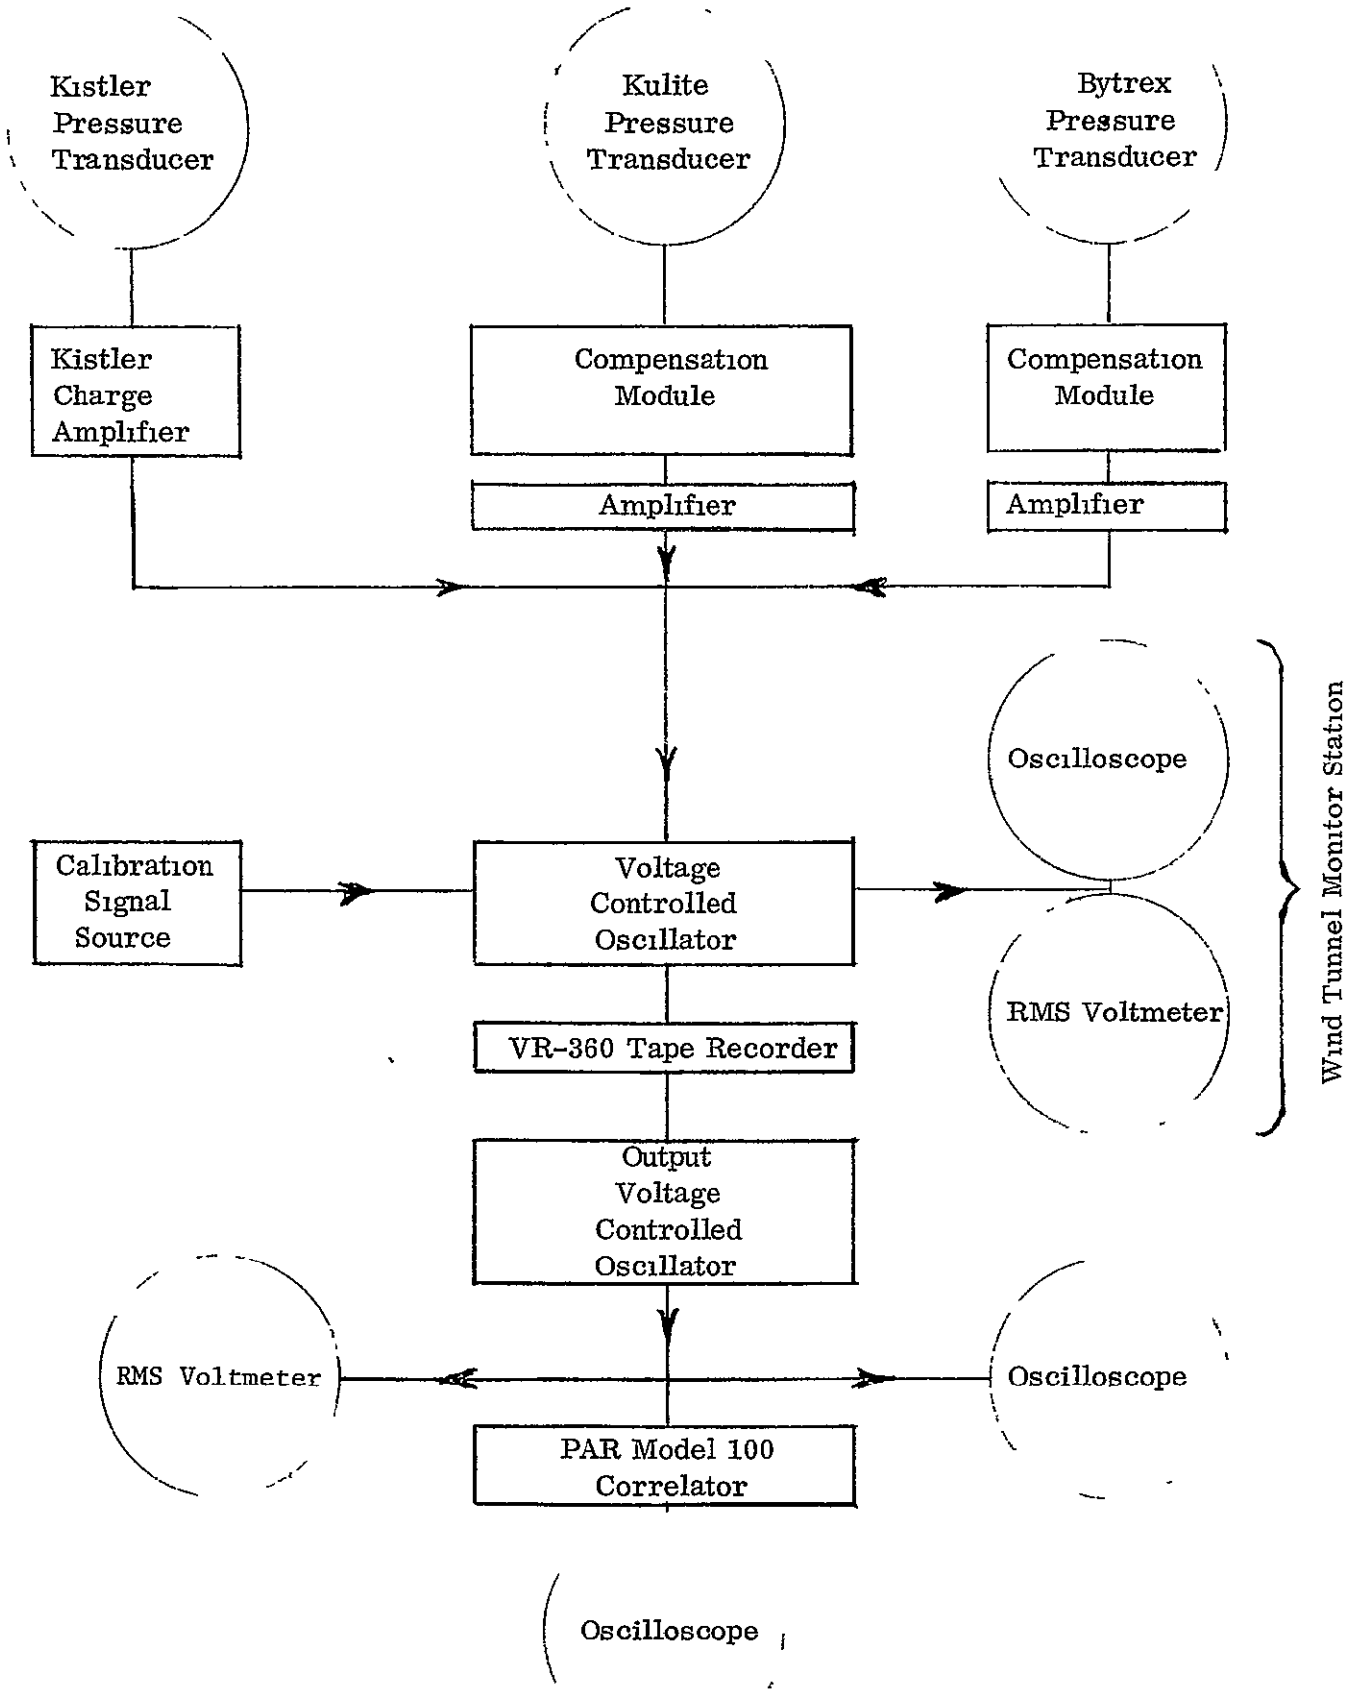 Kistler
Pressure
Transducer
Kulite
Pressure
Transducer
Bytrex
Pressure
Transducer
Kistler
Charge
Amplifier
Compensation
Module
Compensation
Module
Amplifier
Amplifier
Oscilloscope
Wind Tunnel Monitor Station
Calibration
Signal
Source
Voltage
Controlled
Oscillator
RMS Voltmeter
VR-360 Tape Recorder
Output
Voltage
Controlled
Oscillator
RMS Voltmeter
Oscilloscope
PAR Model 100
Correlator
Oscilloscope